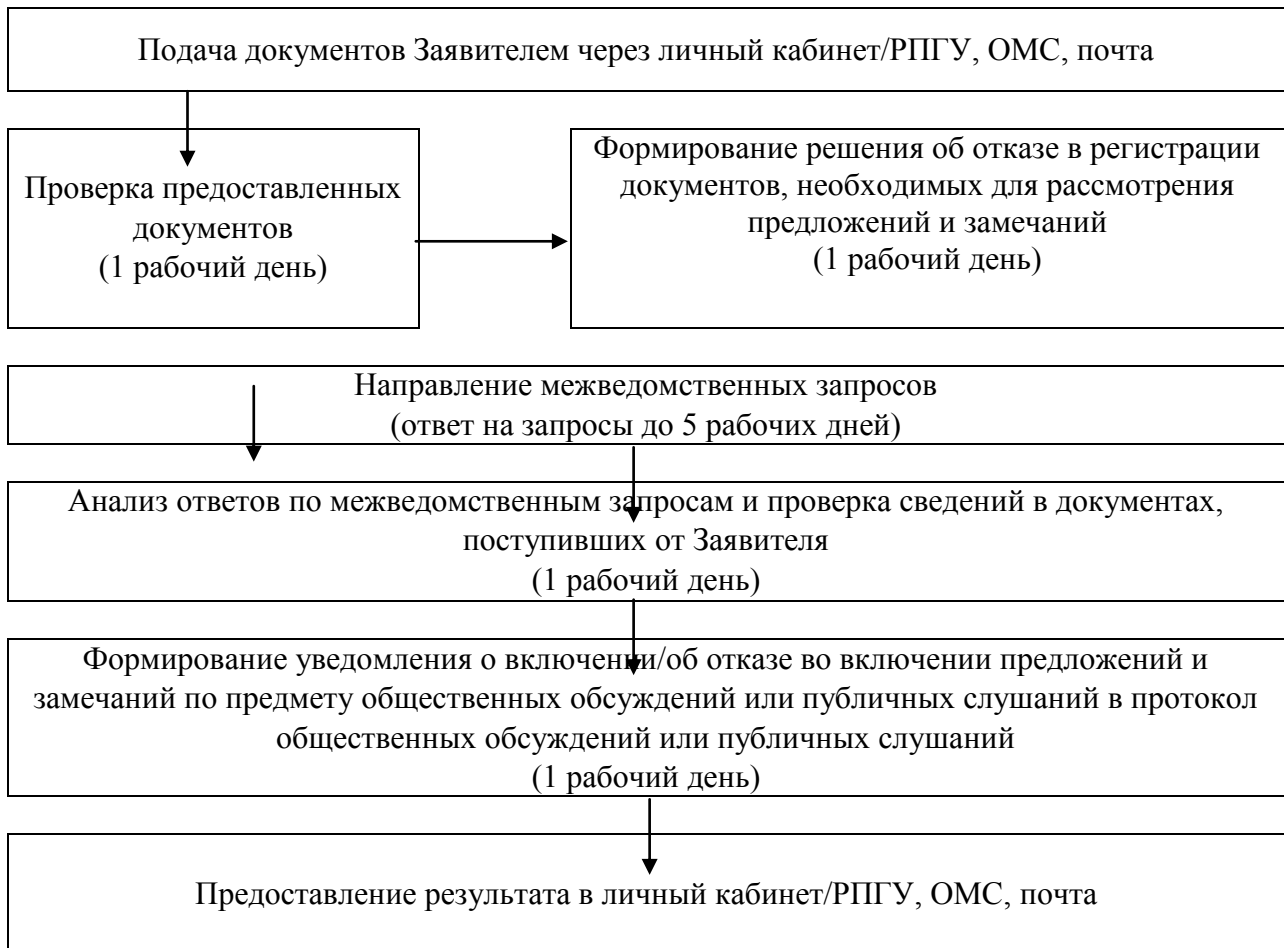 Подача документов Заявителем через личный кабинет/РПГУ, ОМС, почта
Проверка предоставленных
документов
(1 рабочий день)
Формирование решения об отказе в регистрации
документов, необходимых для рассмотрения
предложений и замечаний
(1 рабочий день)
Направление межведомственных запросов
(ответ на запросы до 5 рабочих дней)
Анализ ответов по межведомственным запросам и проверка сведений в документах,
поступивших от Заявителя
(1 рабочий день)
Формирование уведомления о включении/об отказе во включении предложений и
замечаний по предмету общественных обсуждений или публичных слушаний в протокол
общественных обсуждений или публичных слушаний
(1 рабочий день)
Предоставление результата в личный кабинет/РПГУ, ОМС, почта